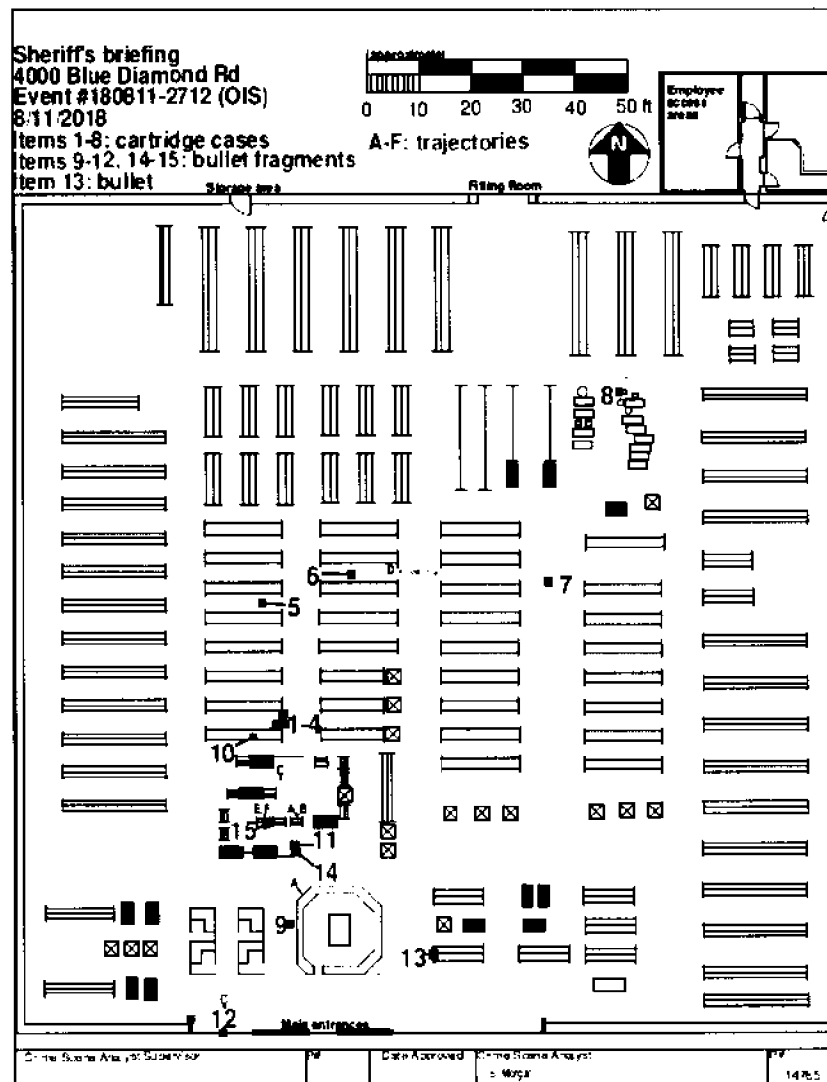 Sheriff's briefing
4000 Blue Diamond Rd
Event #180811-2712 (OIS)
8/11/2018
Items 1-8: cartridge cases
Items 9-12, 14-15: bullet fragments
Item 13: bullet
approximate
0 10 20 30 40 50 ft
A-F: trajectories
N
Employee
access
areas
Storage area
Fitting Room
8
6
D
7
5
1-4
10
C
E,F
A,B
15
11
14
A
9
13
C
12
Main entrances
Crime Scene Analyst Supervisor
P#
Date Approved
Crime Scene Analyst
P#
14765